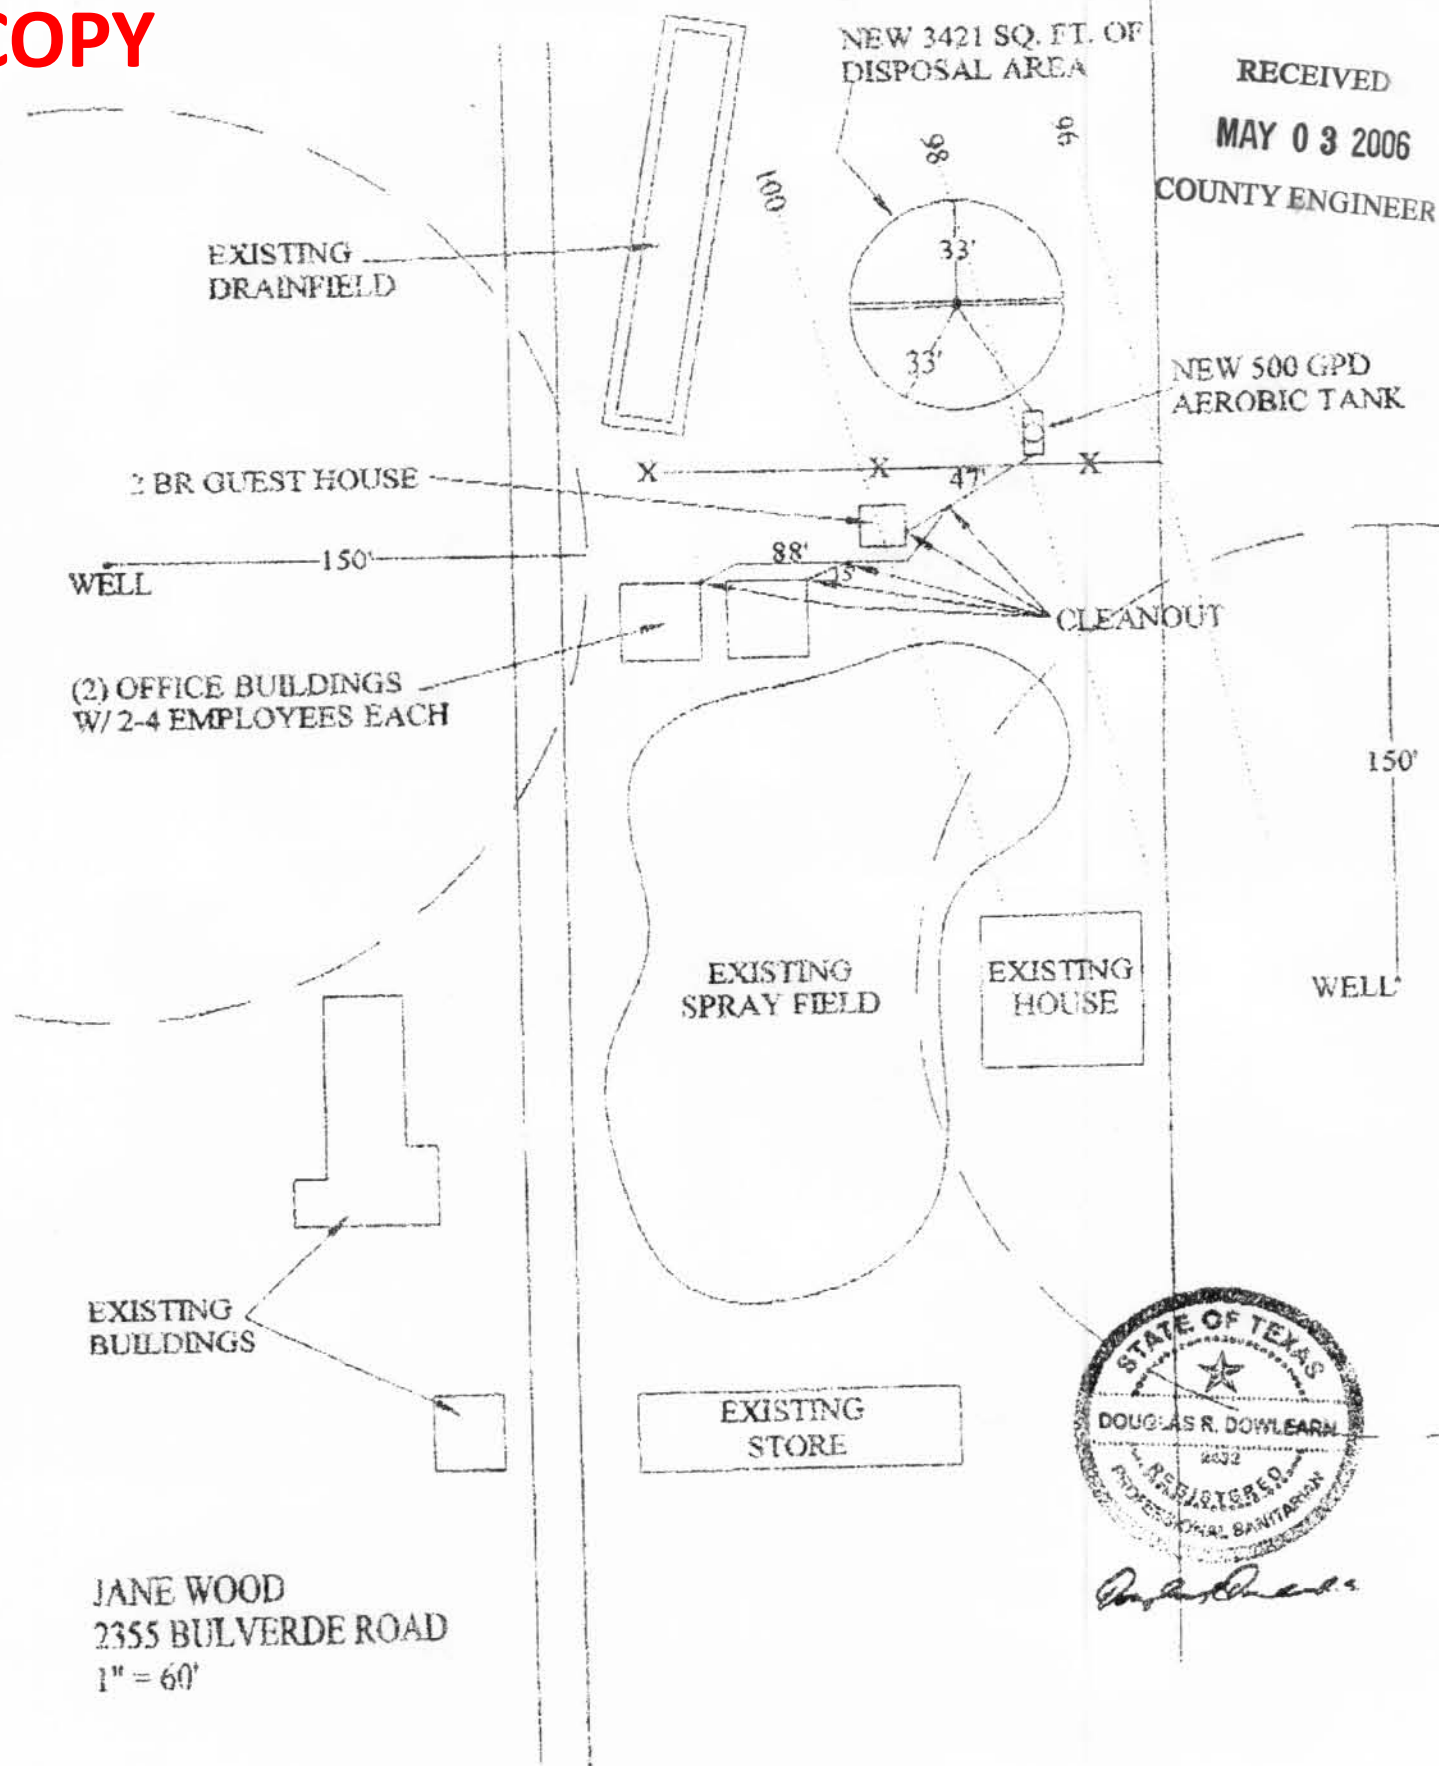 COPY
NEW 3421 SQ. FT. OF
DISPOSAL AREA
RECEIVED
MAY 03 2006
COUNTY ENGINEER
100
98
96
EXISTING
DRAINFIELD
33'
33'
NEW 500 GPD
AEROBIC TANK
2 BR GUEST HOUSE
X
X
X
47'
150'
WELL
88'
CLEANOUT
(2) OFFICE BUILDINGS
W/ 2-4 EMPLOYEES EACH
150'
EXISTING
SPRAY FIELD
EXISTING
HOUSE
WELL
EXISTING
BUILDINGS
EXISTING
STORE
STATE OF TEXAS
DOUGLAS R. DOWLEARN
2432
REGISTERED
PROFESSIONAL SANITARIAN
JANE WOOD
2355 BULVERDE ROAD
1" = 60'